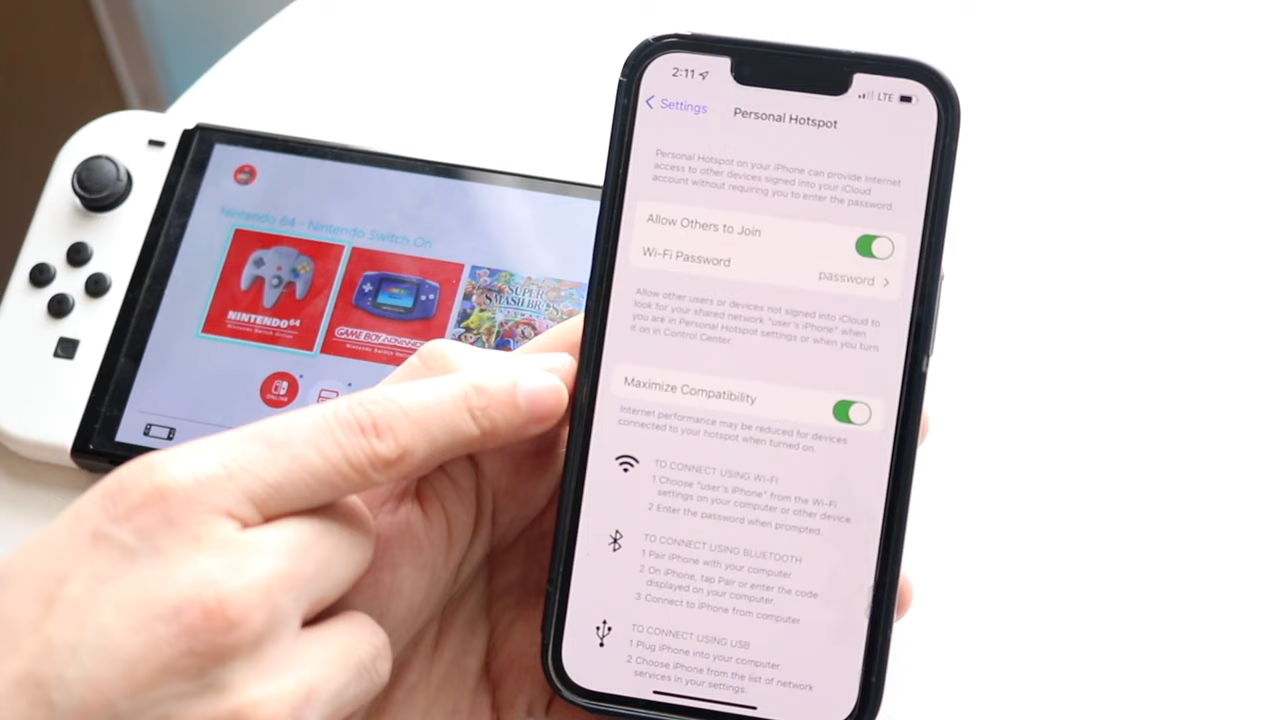 Nintendo 64 - Nintendo Switch On
NINTENDO 64
Nintendo Switch Online
GAME BOY ADVANCE
Nintendo Switch Onli
SUPER
SMASH BROS
ONLINE
2:11
LTE
Settings
Personal Hotspot
Personal Hotspot on your iPhone can provide Internet
access to other devices signed into your iCloud
account without requiring you to enter the password.
Allow Others to Join
Wi-Fi Password
password
Allow other users or devices not signed into iCloud to
look for your shared network "user's iPhone" when
you are in Personal Hotspot settings or when you turn
it on in Control Center.
Maximize Compatibility
Internet performance may be reduced for devices
connected to your hotspot when turned on.
TO CONNECT USING WI-FI
1 Choose "user's iPhone" from the Wi-Fi
settings on your computer or other device
2 Enter the password when prompted.
TO CONNECT USING BLUETOOTH
1 Pair iPhone with your computer
2 On iPhone, tap Pair or enter the code
displayed on your computer
3 Connect to iPhone from computer
TO CONNECT USING USB
1 Plug iPhone into your computer.
2 Choose iPhone from the list of network
services in your settings.